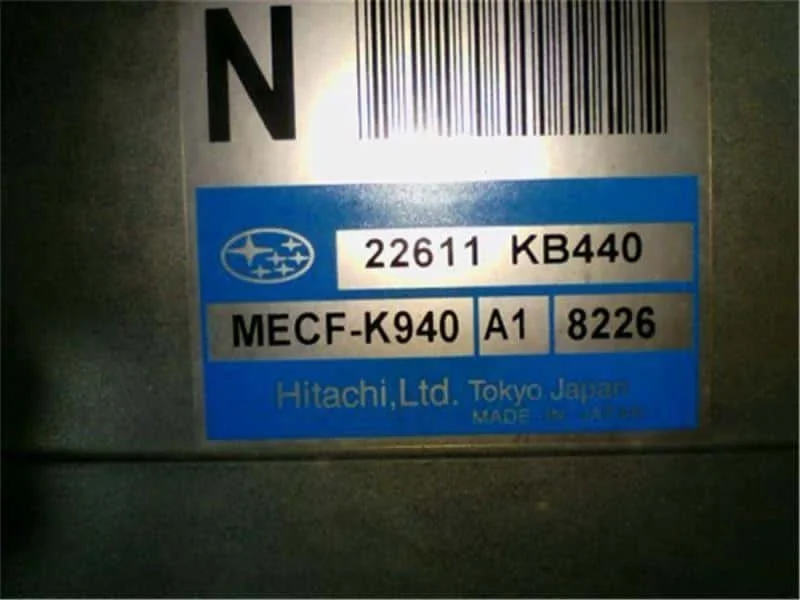 N
22611 KB440
MECF-K940 A1 8226
Hitachi,Ltd. Tokyo Japan
MADE IN JAPAN